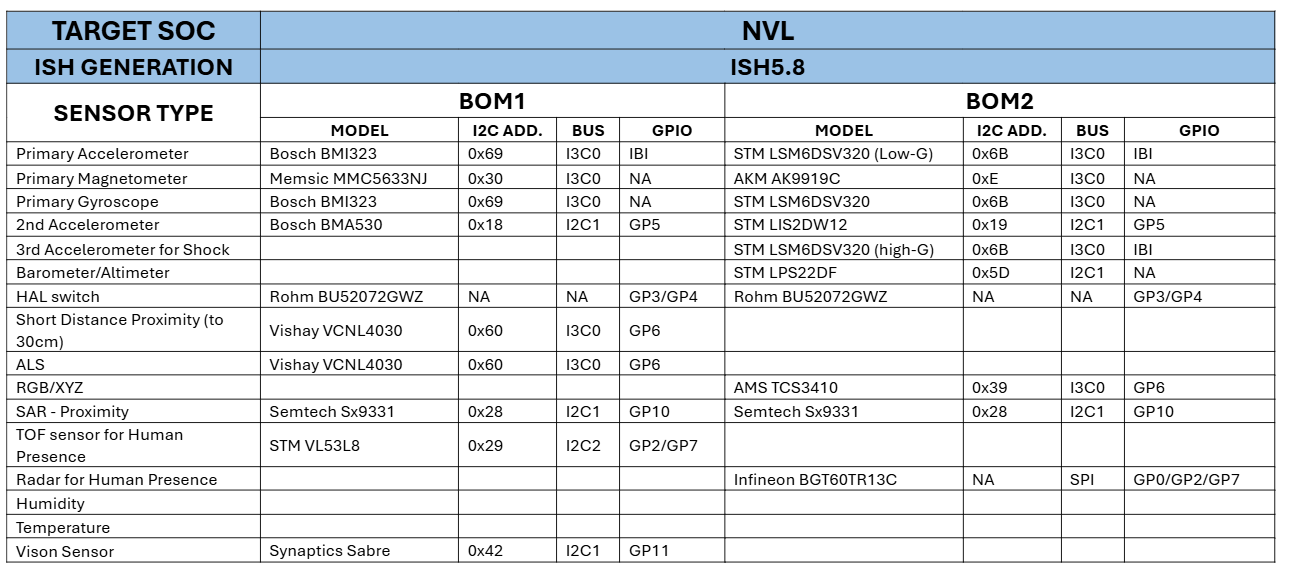 TARGET SOC NVL
ISH GENERATION ISH5.8
SENSOR TYPE BOM1 BOM2
MODEL I2C ADD. BUS GPIO MODEL I2C ADD. BUS GPIO
Primary Accelerometer Bosch BMI323 0x69 I3C0 IBI STM LSM6DSV320 (Low-G) 0x6B I3C0 IBI
Primary Magnetometer Memsic MMC5633NJ 0x30 I3C0 NA AKM AK9919C 0xE I3C0 NA
Primary Gyroscope Bosch BMI323 0x69 I3C0 NA STM LSM6DSV320 0x6B I3C0 NA
2nd Accelerometer Bosch BMA530 0x18 I2C1 GP5 STM LIS2DW12 0x19 I2C1 GP5
3rd Accelerometer for Shock STM LSM6DSV320 (high-G) 0x6B I3C0 IBI
Barometer/Altimeter STM LPS22DF 0x5D I2C1 NA
HAL switch Rohm BU52072GWZ NA NA GP3/GP4 Rohm BU52072GWZ NA NA GP3/GP4
Short Distance Proximity (to
30cm) Vishay VCNL4030 0x60 I3C0 GP6
ALS Vishay VCNL4030 0x60 I3C0 GP6
RGB/XYZ AMS TCS3410 0x39 I3C0 GP6
SAR - Proximity Semtech Sx9331 0x28 I2C1 GP10 Semtech Sx9331 0x28 I2C1 GP10
TOF sensor for Human
Presence STM VL53L8 0x29 I2C2 GP2/GP7
Radar for Human Presence Infineon BGT60TR13C NA SPI GP0/GP2/GP7
Humidity
Temperature
Vison Sensor Synaptics Sabre 0x42 I2C1 GP11